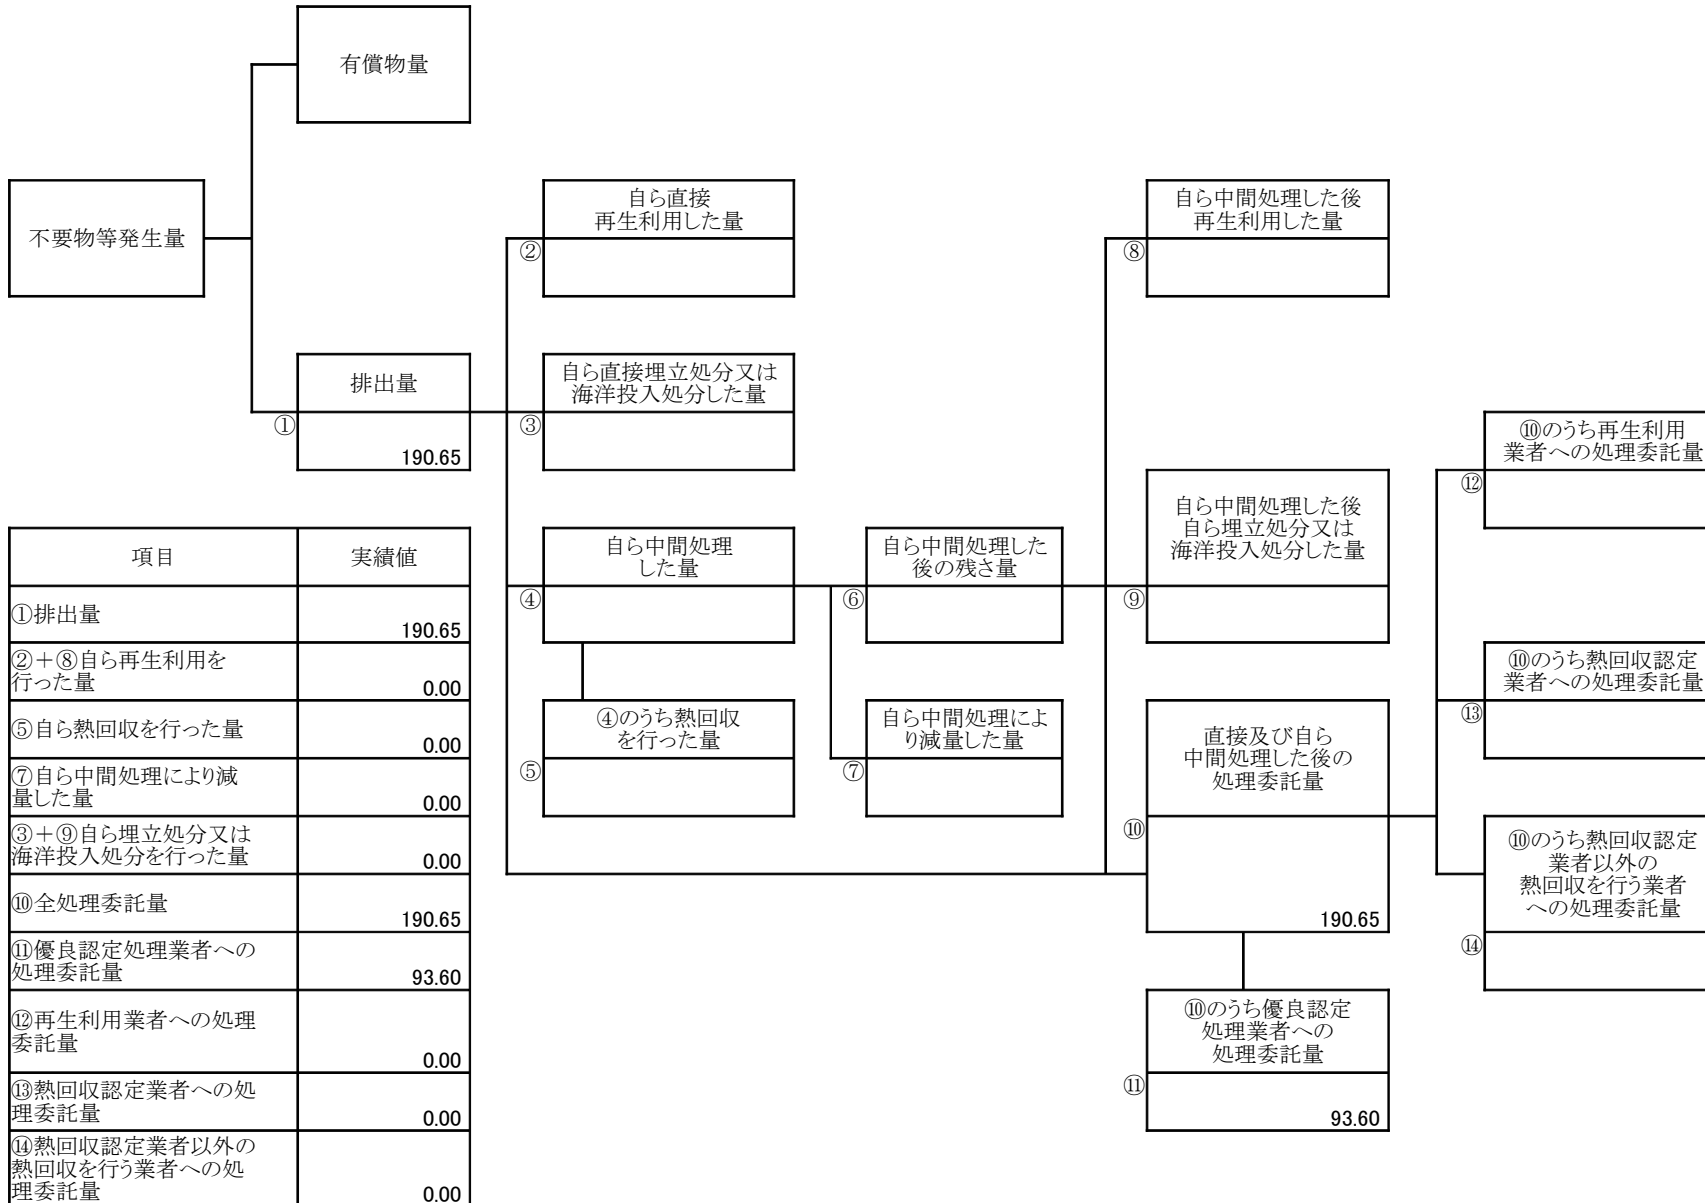 有償物量
不要物等発生量
自ら直接
再生利用した量
②
自ら中間処理した後
再生利用した量
⑧
排出量
①
190.65
自ら直接埋立処分又は
海洋投入処分した量
③
⑩のうち再生利用
業者への処理委託量
⑫
自ら中間処理した後
自ら埋立処分又は
海洋投入処分した量
⑨
自ら中間処理
した量
④
自ら中間処理した
後の残さ量
⑥
⑩のうち熱回収認定
業者への処理委託量
⑬
④のうち熱回収
を行った量
⑤
自ら中間処理によ
り減量した量
⑦
直接及び自ら
中間処理した後の
処理委託量
⑩
190.65
⑩のうち熱回収認定
業者以外の
熱回収を行う業者
への処理委託量
⑭
⑩のうち優良認定
処理業者への
処理委託量
⑪
93.60
項目 実績値
①排出量
190.65
②+⑧自ら再生利用を
行った量
0.00
⑤自ら熱回収を行った量
0.00
⑦自ら中間処理により減
量した量
0.00
③+⑨自ら埋立処分又は
海洋投入処分を行った量
0.00
⑩全処理委託量
190.65
⑪優良認定処理業者への
処理委託量
93.60
⑫再生利用業者への処理
委託量
0.00
⑬熱回収認定業者への処
理委託量
0.00
⑭熱回収認定業者以外の
熱回収を行う業者への処
理委託量
0.00